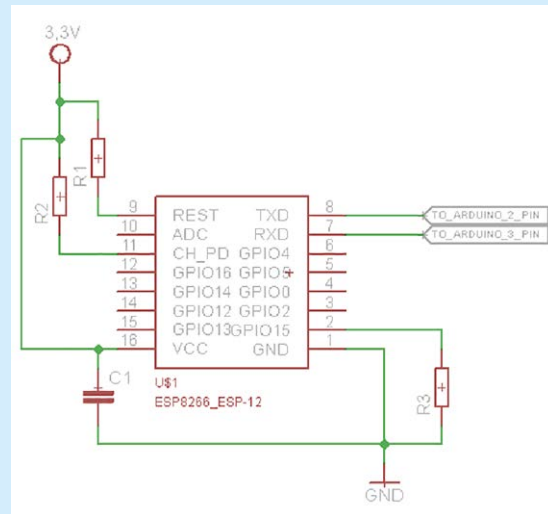 3,3V
R1
R2
9 REST TXD 8
10 ADC RXD 7
11 CH_PD GPIO4 6
12 GPIO16 GPIO5 5
13 GPIO14 GPIO0 4
14 GPIO12 GPIO2 3
15 GPIO13 GPIO15 2
16 VCC GND 1
TO_ARDUINO_2_PIN
TO_ARDUINO_3_PIN
C1
U$1
ESP8266_ESP-12
R3
GND